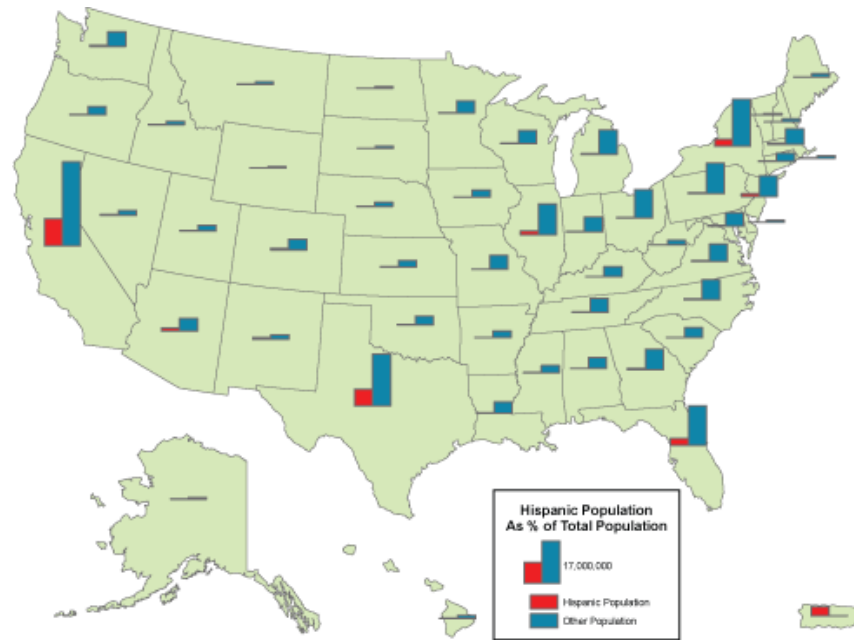 Hispanic Population
As % of Total Population
17,000,000
Hispanic Population
Other Population